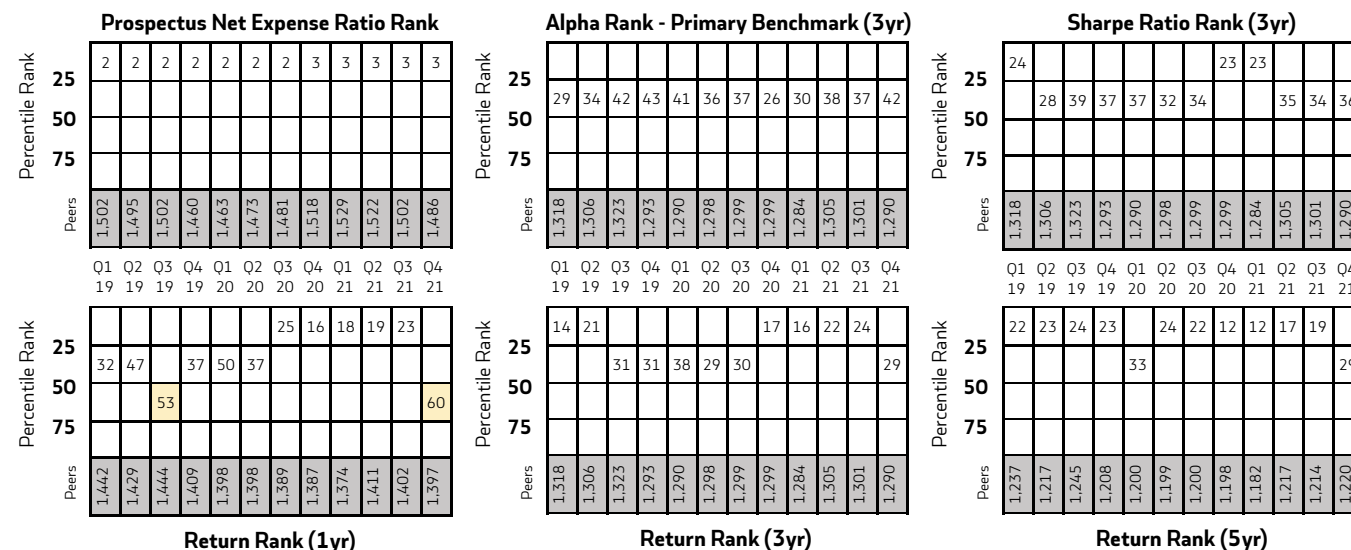 Prospectus Net Expense Ratio Rank
Percentile Rank
25
50
75
2 2 2 2 2 2 2 3 3 3 3 3
Peers
1,502 1,495 1,502 1,460 1,463 1,473 1,481 1,518 1,529 1,522 1,502 1,486
Q1 Q2 Q3 Q4 Q1 Q2 Q3 Q4 Q1 Q2 Q3 Q4
19 19 19 19 20 20 20 20 21 21 21 21
Alpha Rank - Primary Benchmark (3yr)
Percentile Rank
25
50
75
29 34 42 43 41 36 37 26 30 38 37 42
Peers
1,318 1,306 1,323 1,293 1,290 1,298 1,299 1,299 1,284 1,305 1,301 1,290
Q1 Q2 Q3 Q4 Q1 Q2 Q3 Q4 Q1 Q2 Q3 Q4
19 19 19 19 20 20 20 20 21 21 21 21
Sharpe Ratio Rank (3yr)
Percentile Rank
25
50
75
24 23 23
28 39 37 37 32 34 35 34 36
Peers
1,318 1,306 1,323 1,293 1,290 1,298 1,299 1,299 1,284 1,305 1,301 1,290
Q1 Q2 Q3 Q4 Q1 Q2 Q3 Q4 Q1 Q2 Q3 Q4
19 19 19 19 20 20 20 20 21 21 21 21
Percentile Rank
25
50
75
25 16 18 19 23
32 47 37 50 37
53 60
Peers
1,442 1,429 1,444 1,409 1,398 1,398 1,389 1,387 1,374 1,411 1,402 1,397
Return Rank (1yr)
Percentile Rank
25
50
75
14 21 17 16 22 24
31 31 38 29 30 29
Peers
1,318 1,306 1,323 1,293 1,290 1,298 1,299 1,299 1,284 1,305 1,301 1,290
Return Rank (3yr)
Percentile Rank
25
50
75
22 23 24 23 24 22 12 12 17 19
33 29
Peers
1,237 1,217 1,245 1,208 1,200 1,199 1,200 1,198 1,182 1,217 1,214 1,220
Return Rank (5yr)